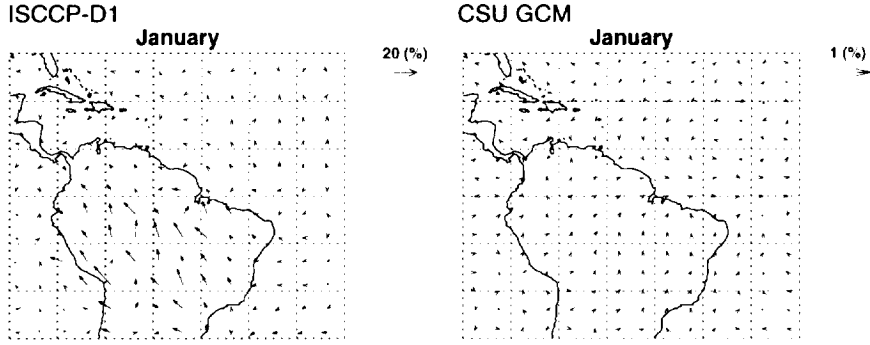 ISCCP-D1
January
20 (%)
CSU GCM
January
1 (%)